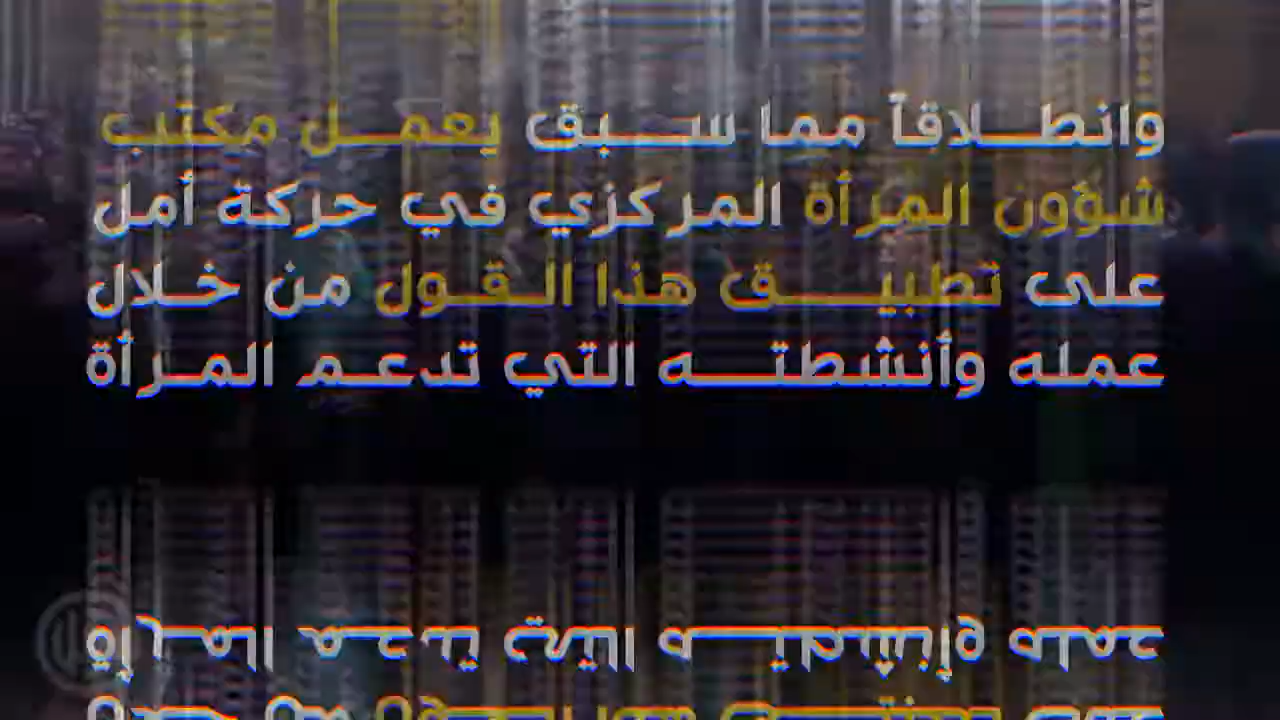 وانطلاقاً مما سبق يعمل مكتب
شؤون المرأة المركزي في حركة أمل
على تطبيق هذا القول من خلال
عمله وأنشطته التي تدعم المرأة